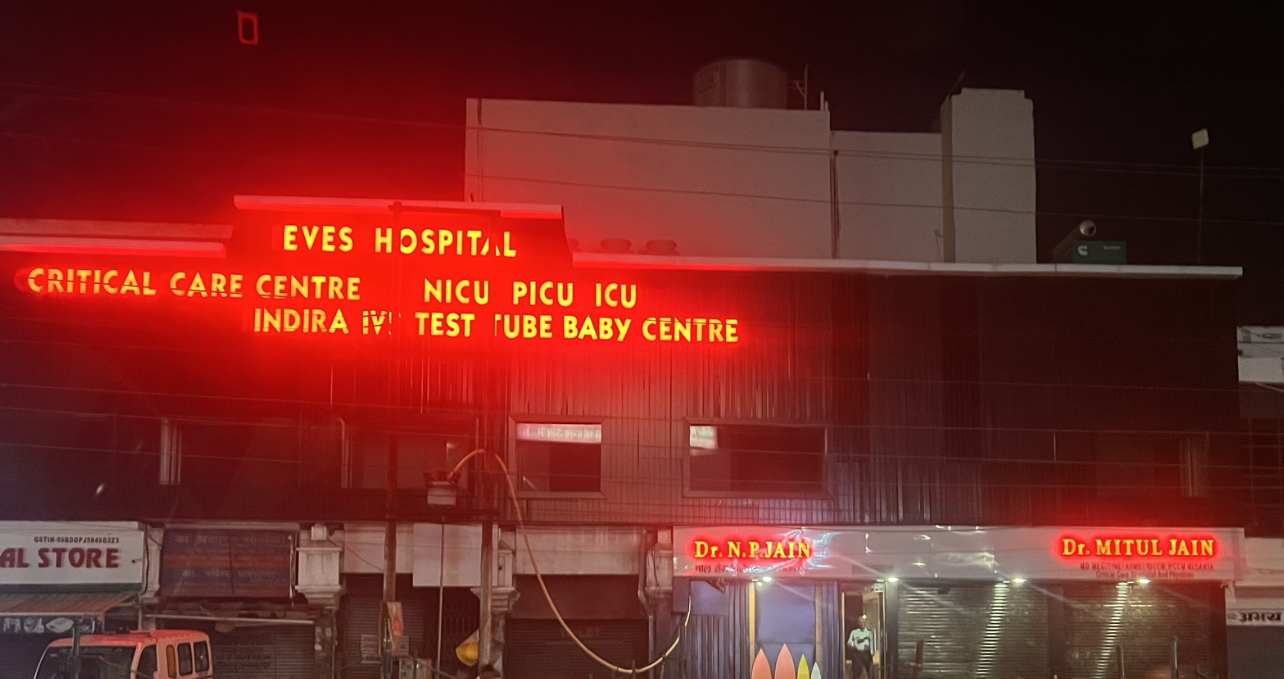 EVES HOSPITAL
CRITICAL CARE CENTRE NICU PICU ICU
INDIRA IVF TEST TUBE BABY CENTRE
AL STORE
Dr. N.P.JAIN
Dr. MITUL JAIN
अभय